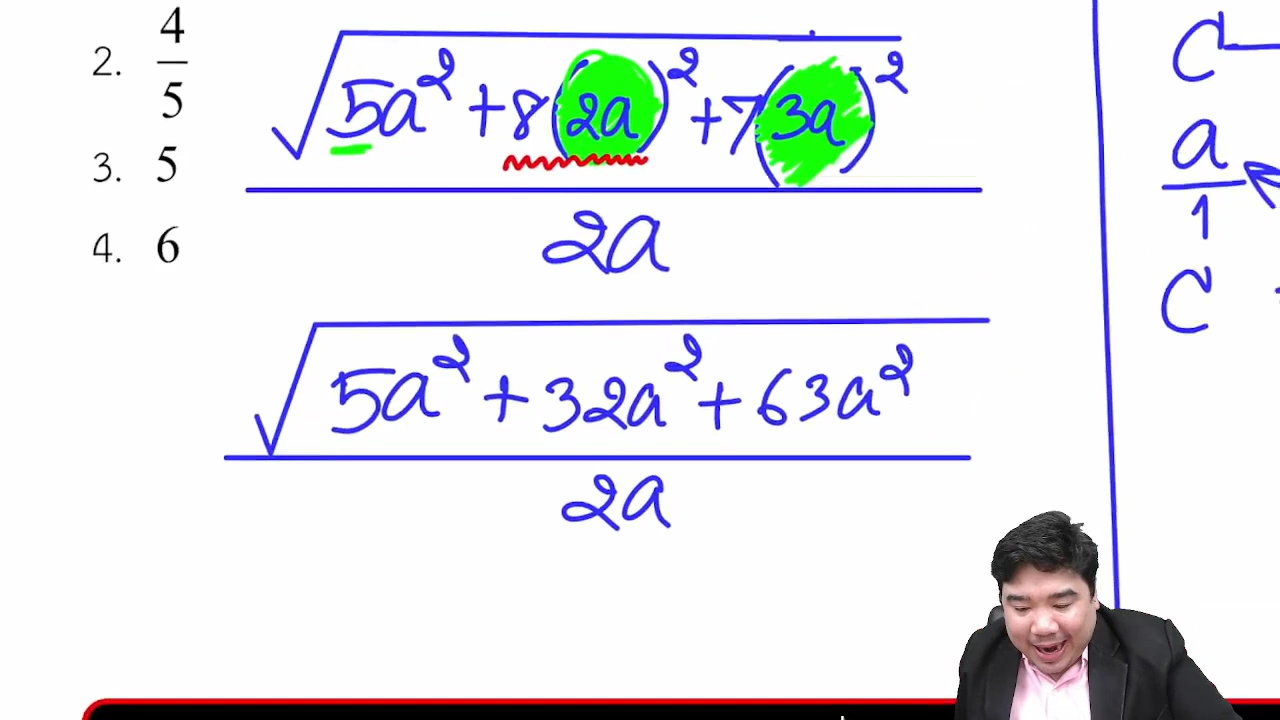 2. 4/5
3. 5
4. 6
√(5a² + 8(2a)² + 7(3a)²)
2a
√(5a² + 32a² + 63a²)
2a
C
a
1
C